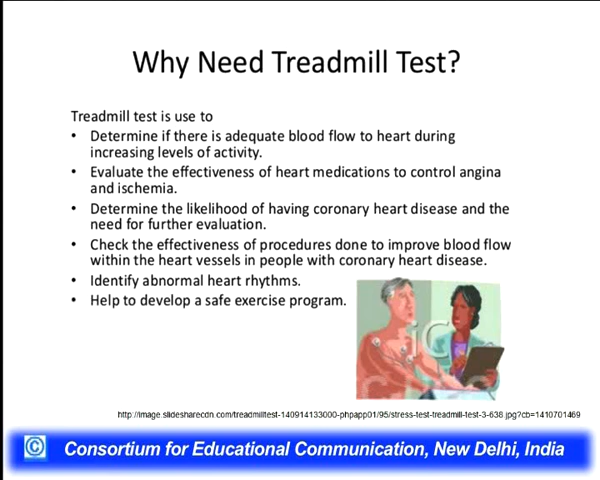 Why Need Treadmill Test?
Treadmill test is use to
• Determine if there is adequate blood flow to heart during
increasing levels of activity.
• Evaluate the effectiveness of heart medications to control angina
and ischemia.
• Determine the likelihood of having coronary heart disease and the
need for further evaluation.
• Check the effectiveness of procedures done to improve blood flow
within the heart vessels in people with coronary heart disease.
• Identify abnormal heart rhythms.
• Help to develop a safe exercise program.
http://image.slidesharecdn.com/treadmilltest-140914133000-phpapp01/95/stress-test-treadmill-test-3-638.jpg?cb=1410701469
© Consortium for Educational Communication, New Delhi, India